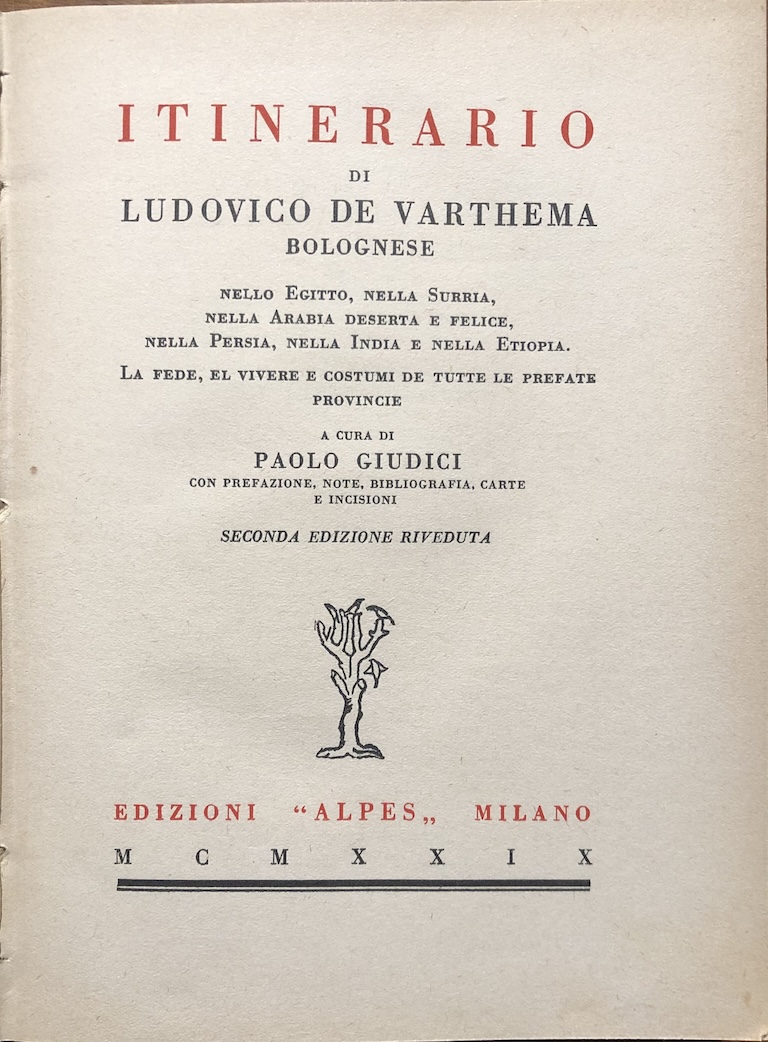 ITINERARIO
DI
LUDOVICO DE VARTHEMA
BOLOGNESE
NELLO EGITTO, NELLA SURRIA,
NELLA ARABIA DESERTA E FELICE,
NELLA PERSIA, NELLA INDIA E NELLA ETIOPIA.
LA FEDE, EL VIVERE E COSTUMI DE TUTTE LE PREFATE
PROVINCIE
A CURA DI
PAOLO GIUDICI
CON PREFAZIONE, NOTE, BIBLIOGRAFIA, CARTE
E INCISIONI
SECONDA EDIZIONE RIVEDUTA
EDIZIONI “ALPES„ MILANO
M C M X X I X